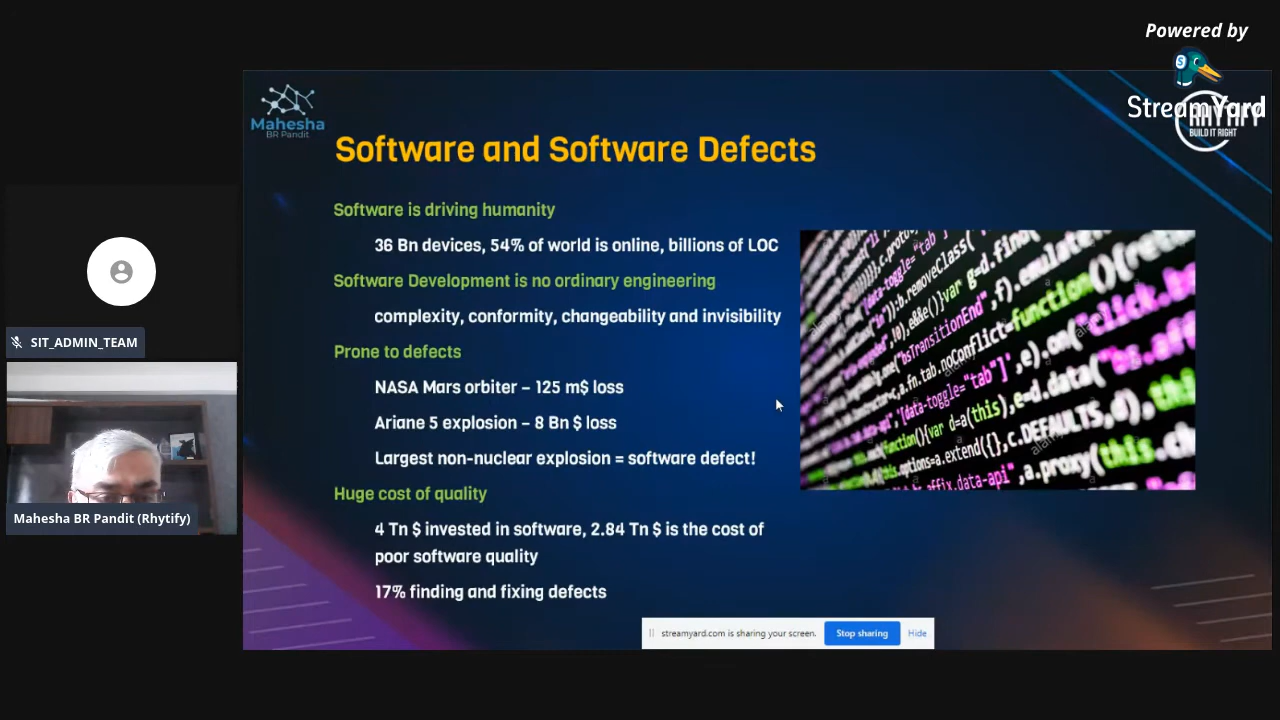 Powered by
StreamYard
RHYTIFY
BUILD IT RIGHT
Mahesha
BR Pandit
Software and Software Defects
Software is driving humanity
36 Bn devices, 54% of world is online, billions of LOC
Software Development is no ordinary engineering
complexity, conformity, changeability and invisibility
Prone to defects
NASA Mars orbiter – 125 m$ loss
Ariane 5 explosion – 8 Bn $ loss
Largest non-nuclear explosion = software defect!
Huge cost of quality
4 Tn $ invested in software, 2.84 Tn $ is the cost of
poor software quality
17% finding and fixing defects
SIT_ADMIN_TEAM
Mahesha BR Pandit (Rhytify)
streamyard.com is sharing your screen.
Stop sharing
Hide